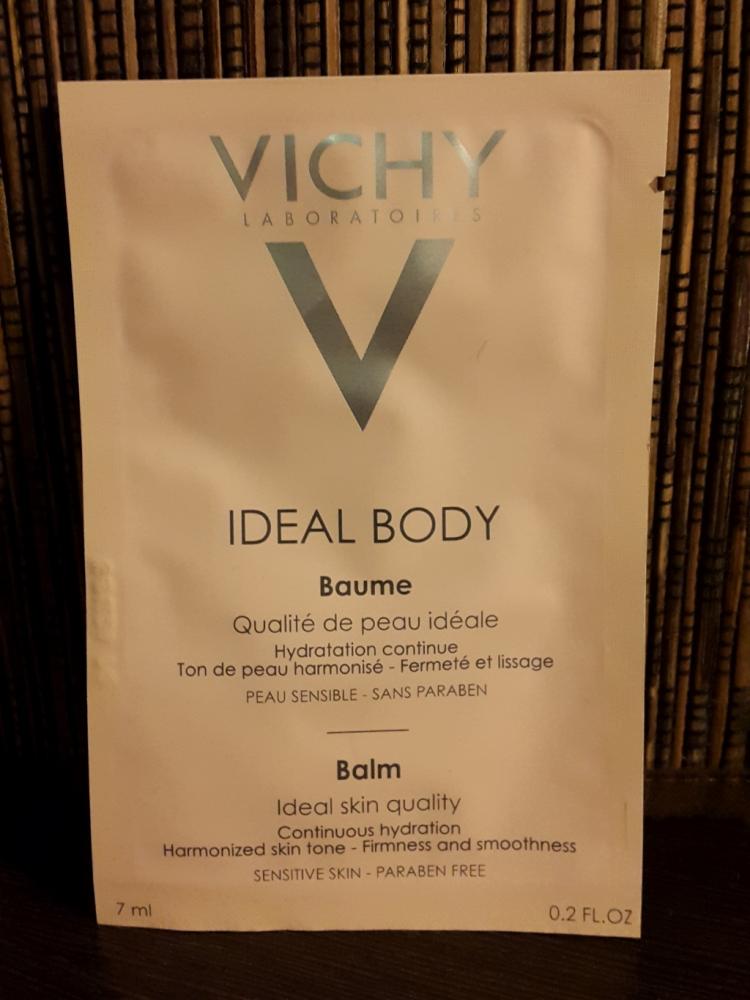 VICHY
LABORATOIRES
V
IDEAL BODY
Baume
Qualité de peau idéale
Hydratation continue
Ton de peau harmonisé - Fermeté et lissage
PEAU SENSIBLE - SANS PARABEN
Balm
Ideal skin quality
Continuous hydration
Harmonized skin tone - Firmness and smoothness
SENSITIVE SKIN - PARABEN FREE
7 ml
0.2 FL.OZ